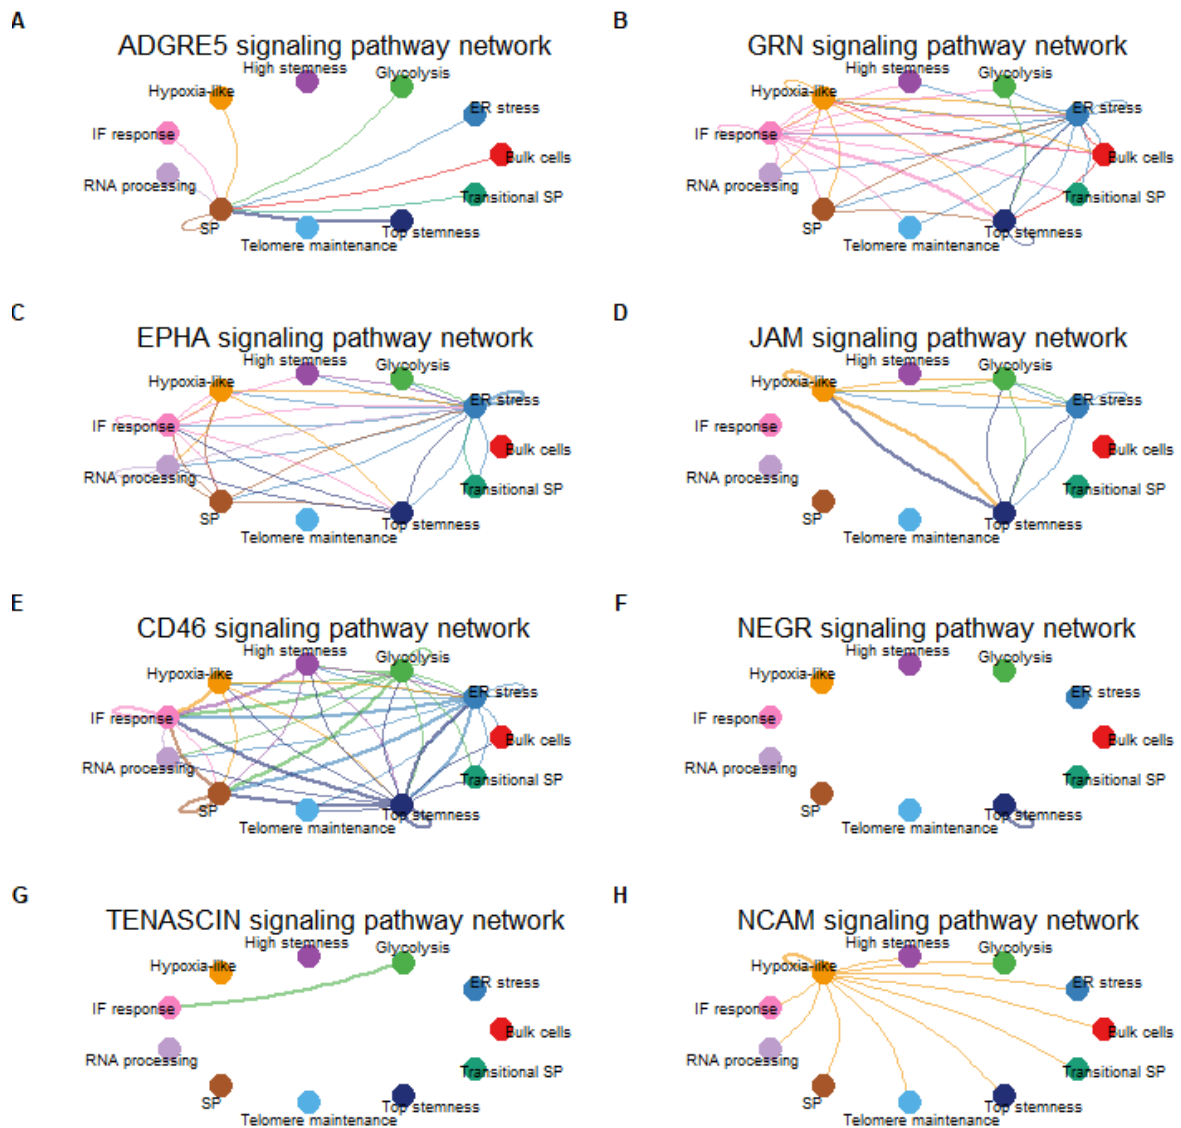 A
ADGRE5 signaling pathway network
High stemness
Glycolysis
Hypoxia-like
ER stress
IF response
Bulk cells
RNA processing
Transitional SP
SP
Top stemness
Telomere maintenance
B
GRN signaling pathway network
High stemness
Glycolysis
Hypoxia-like
ER stress
IF response
Bulk cells
RNA processing
Transitional SP
SP
Top stemness
Telomere maintenance
C
EPHA signaling pathway network
High stemness
Glycolysis
Hypoxia-like
ER stress
IF response
Bulk cells
RNA processing
Transitional SP
SP
Top stemness
Telomere maintenance
D
JAM signaling pathway network
High stemness
Glycolysis
Hypoxia-like
ER stress
IF response
Bulk cells
RNA processing
Transitional SP
SP
Top stemness
Telomere maintenance
E
CD46 signaling pathway network
High stemness
Glycolysis
Hypoxia-like
ER stress
IF response
Bulk cells
RNA processing
Transitional SP
SP
Top stemness
Telomere maintenance
F
NEGR signaling pathway network
High stemness
Glycolysis
Hypoxia-like
ER stress
IF response
Bulk cells
RNA processing
Transitional SP
SP
Top stemness
Telomere maintenance
G
TENASCIN signaling pathway network
High stemness
Glycolysis
Hypoxia-like
ER stress
IF response
Bulk cells
RNA processing
Transitional SP
SP
Top stemness
Telomere maintenance
H
NCAM signaling pathway network
High stemness
Glycolysis
Hypoxia-like
ER stress
IF response
Bulk cells
RNA processing
Transitional SP
SP
Top stemness
Telomere maintenance